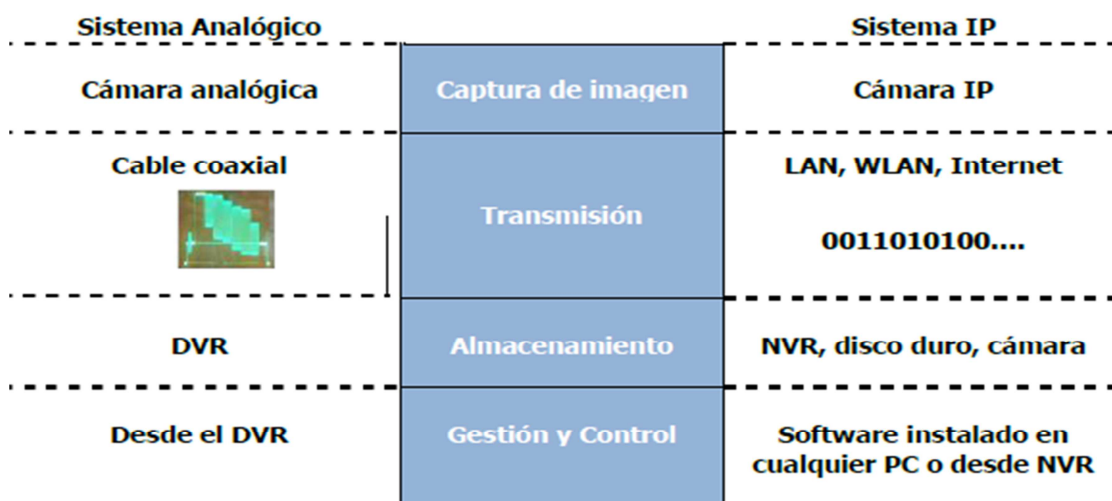 Sistema Analógico
Sistema IP
Cámara analógica
Captura de imagen
Cámara IP
Cable coaxial
Transmisión
LAN, WLAN, Internet
0011010100....
DVR
Almacenamiento
NVR, disco duro, cámara
Desde el DVR
Gestión y Control
Software instalado en
cualquier PC o desde NVR